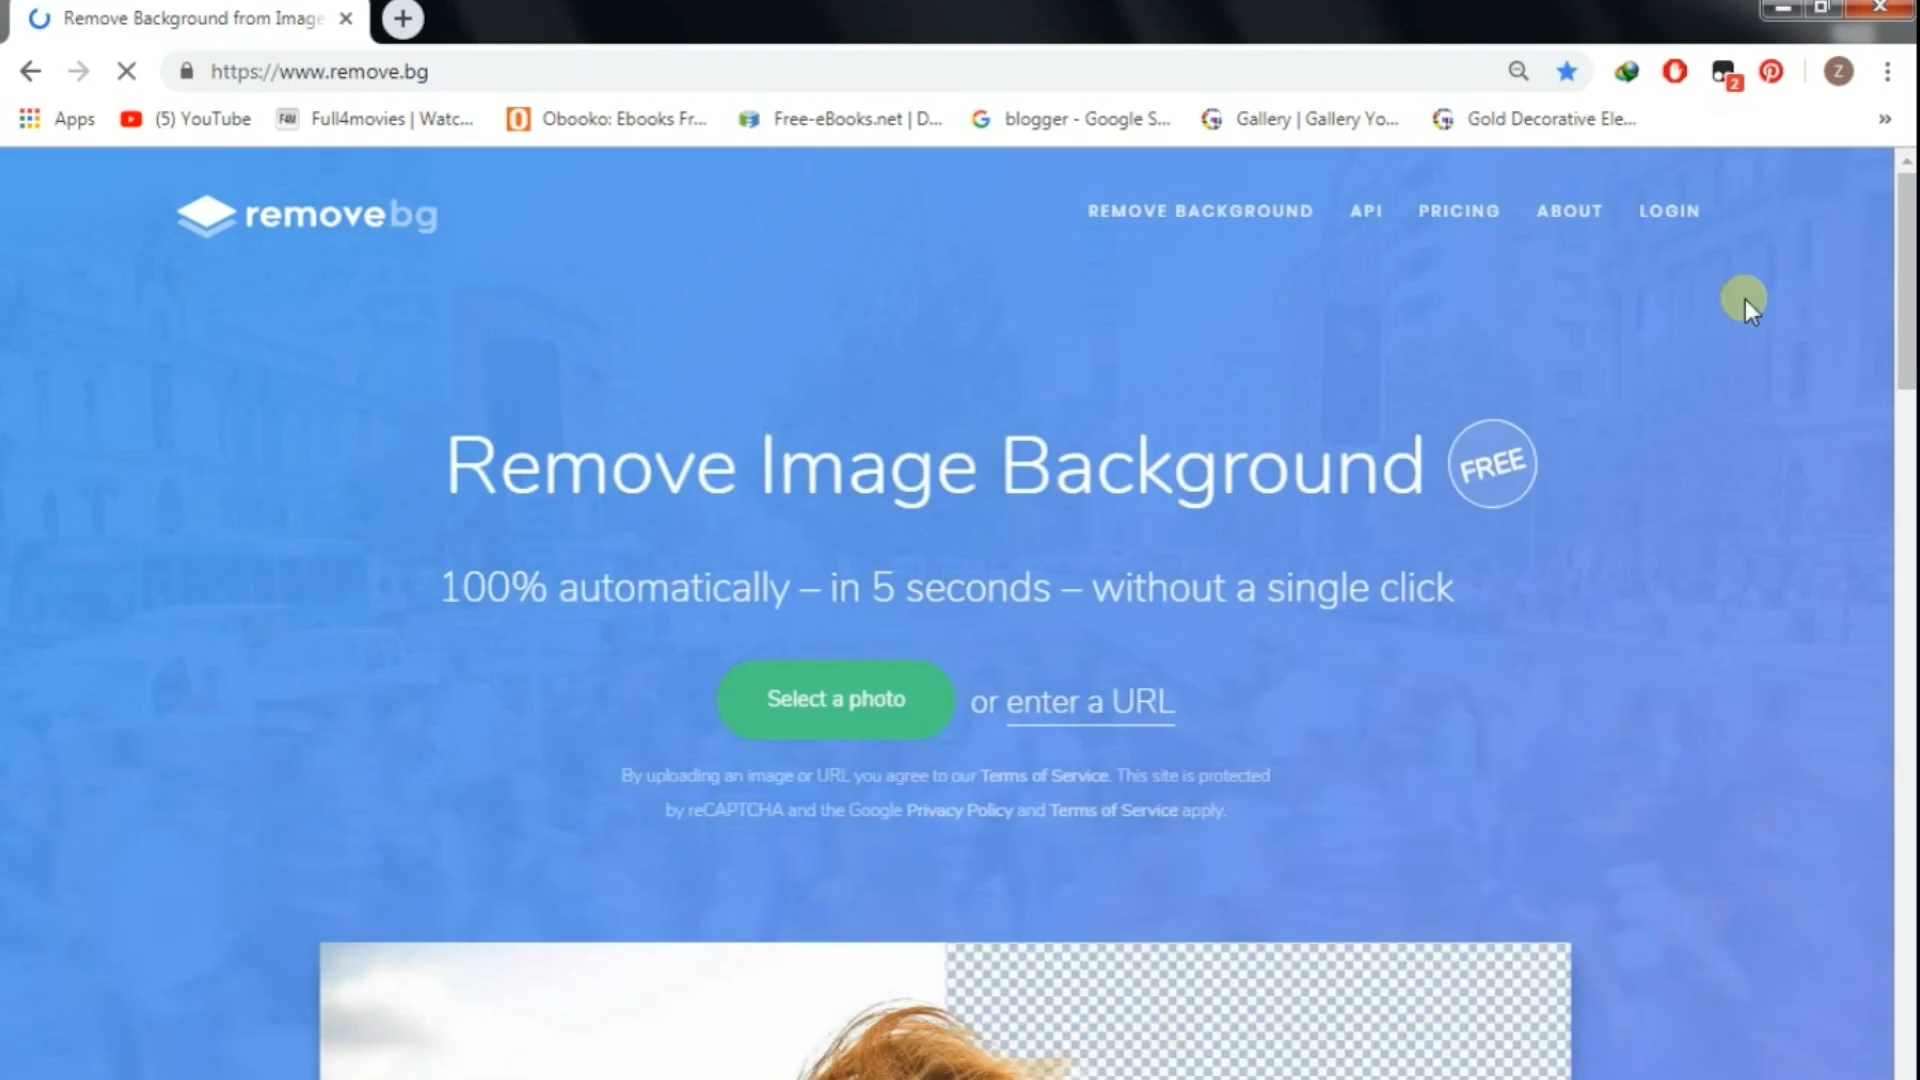 Remove Background from Image
https://www.remove.bg
2
Z
Apps
(5) YouTube
F4M
Full4movies | Watc...
Obooko: Ebooks Fr...
Free-eBooks.net | D...
blogger - Google S...
Gallery | Gallery Yo...
Gold Decorative Ele...
»
removebg
REMOVE BACKGROUND
API
PRICING
ABOUT
LOGIN
Remove Image Background
FREE
100% automatically – in 5 seconds – without a single click
Select a photo
or enter a URL
By uploading an image or URL you agree to our Terms of Service. This site is protected
by reCAPTCHA and the Google Privacy Policy and Terms of Service apply.